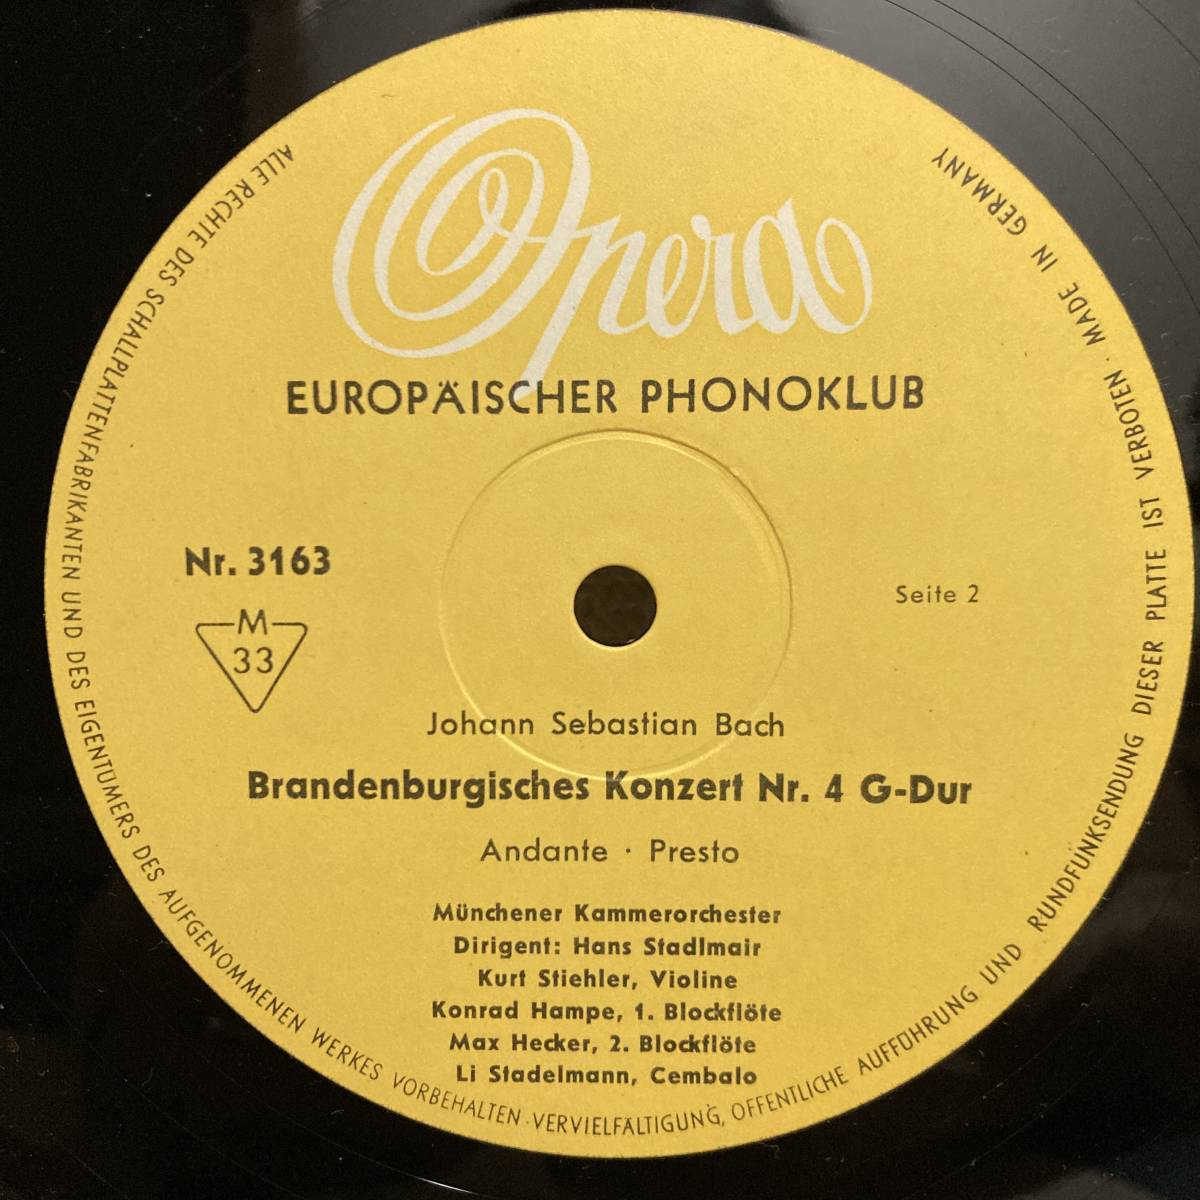 Opera
EUROPÄISCHER PHONOKLUB
Nr. 3163
M
33
Seite 2
Johann Sebastian Bach
Brandenburgisches Konzert Nr. 4 G-Dur
Andante · Presto
Münchener Kammerorchester
Dirigent: Hans Stadlmair
Kurt Stiehler, Violine
Konrad Hampe, 1. Blockflöte
Max Hecker, 2. Blockflöte
Li Stadelmann, Cembalo
ALLE RECHTE DES SCHALLPLATTENFABRIKANTEN UND DES EIGENTUMERS DES AUFGENOMMENEN WERKES VORBEHALTEN · VERVIELFÄLTIGUNG, OFFENTLICHE AUFFÜHRUNG UND RUNDFUNKSENDUNG DIESER PLATTE IST VERBOTEN · MADE IN GERMANY